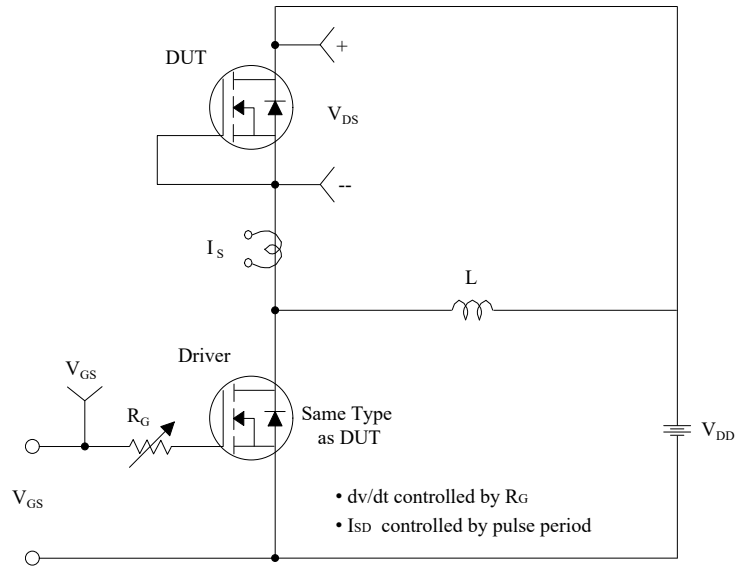 DUT
+
VDS
--
I S
L
Driver
VGS
RG
Same Type
as DUT
VDD
VGS
• dv/dt controlled by RG
• ISD controlled by pulse period